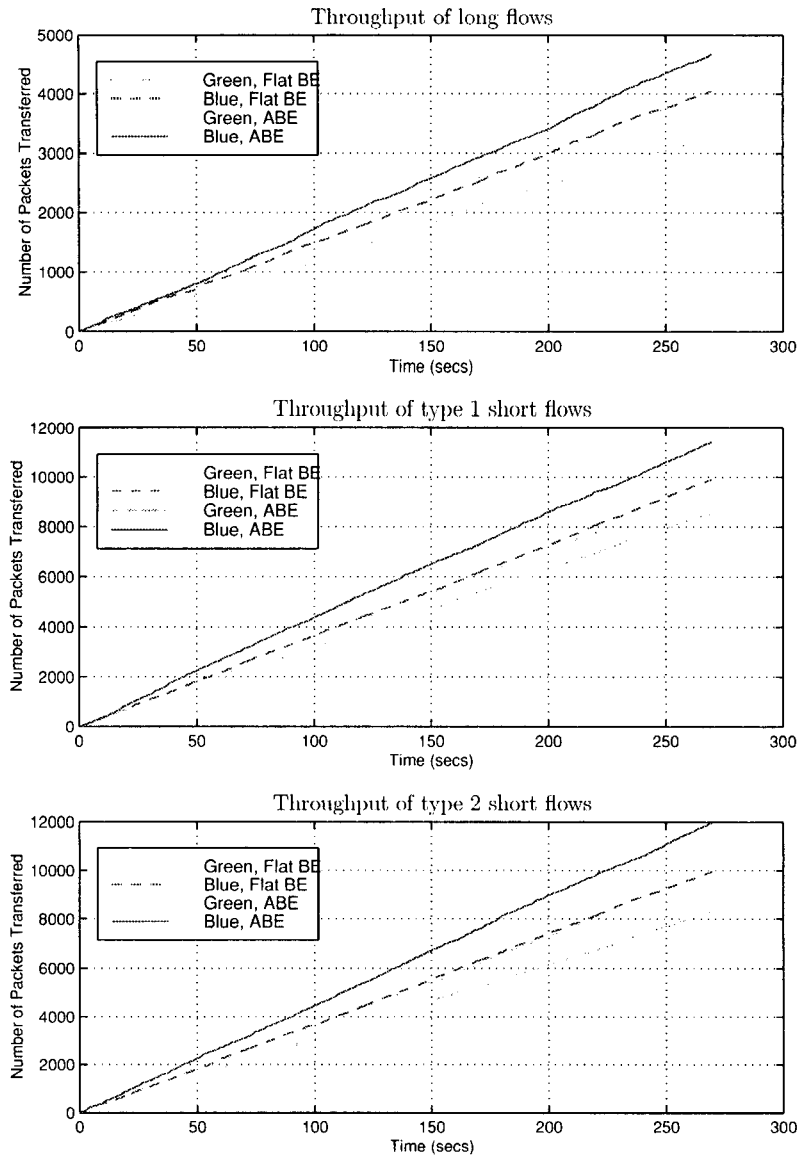 Throughput of long flows
5000
4000
3000
2000
1000
0
Number of Packets Transferred
Green, Flat BE
Blue, Flat BE
Green, ABE
Blue, ABE
0 50 100 150 200 250 300
Time (secs)
Throughput of type 1 short flows
12000
10000
8000
6000
4000
2000
0
Number of Packets Transferred
Green, Flat BE
Blue, Flat BE
Green, ABE
Blue, ABE
0 50 100 150 200 250 300
Time (secs)
Throughput of type 2 short flows
12000
10000
8000
6000
4000
2000
0
Number of Packets Transferred
Green, Flat BE
Blue, Flat BE
Green, ABE
Blue, ABE
0 50 100 150 200 250 300
Time (secs)